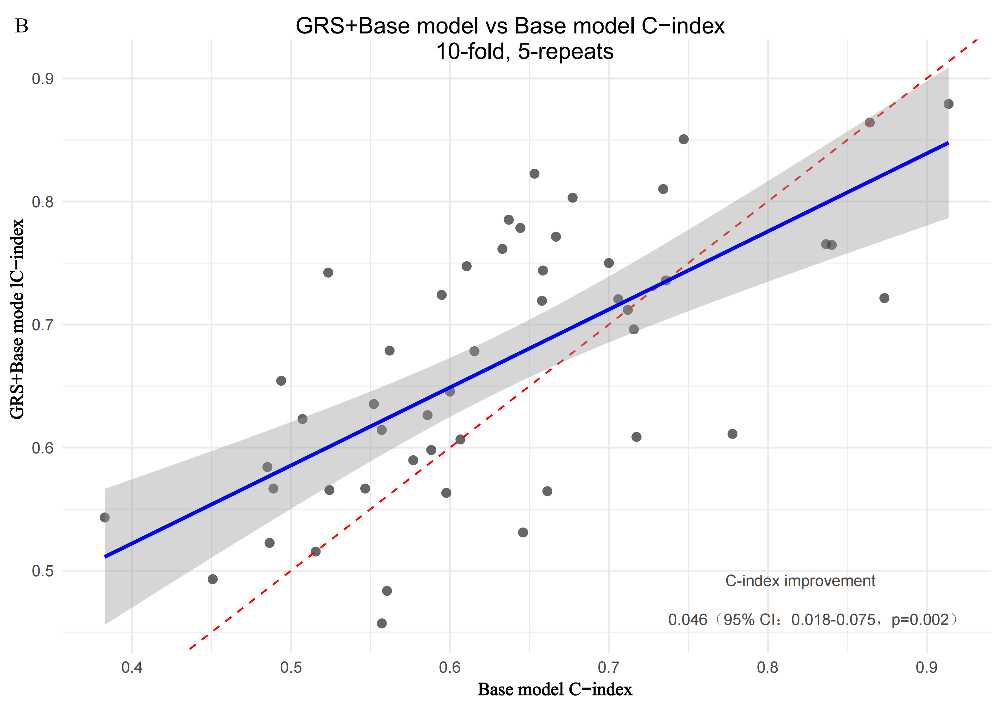 B
GRS+Base model vs Base model C−index
10-fold, 5-repeats
GRS+Base mode lC−index
0.9
0.8
0.7
0.6
0.5
C-index improvement
0.046（95% CI：0.018-0.075，p=0.002）
0.4 0.5 0.6 0.7 0.8 0.9
Base model C−index